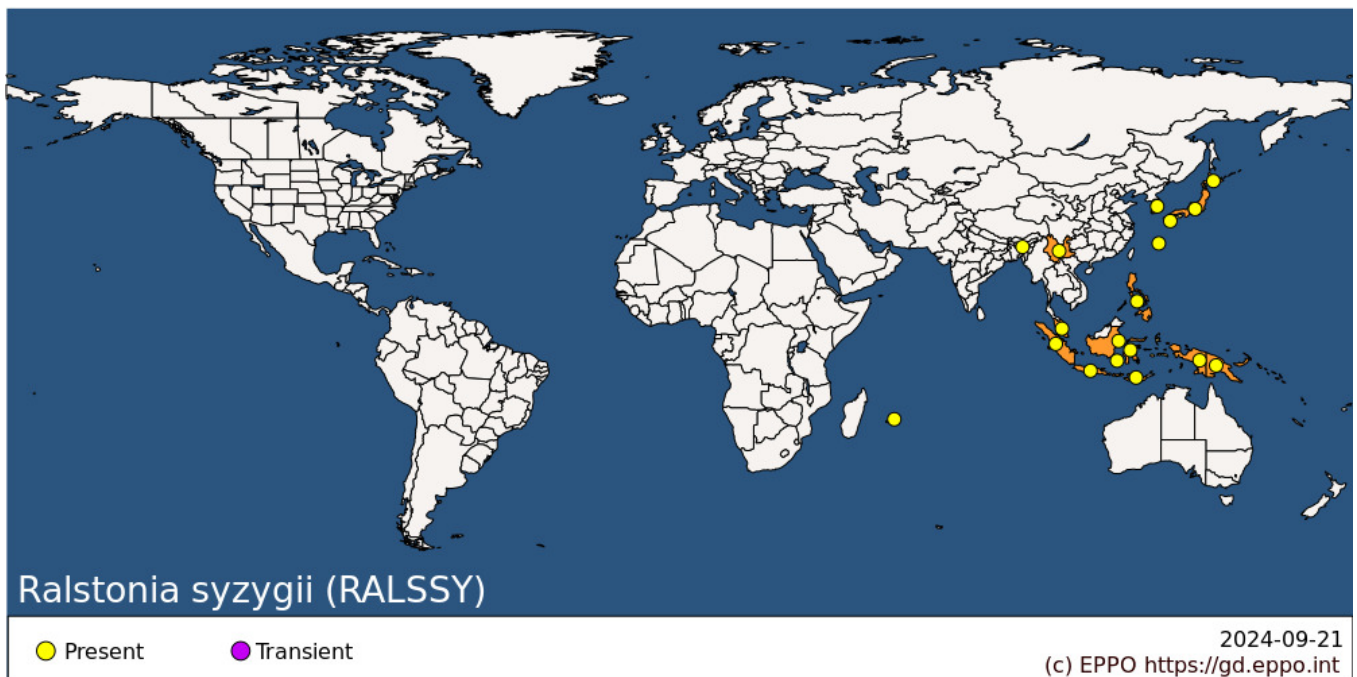 Ralstonia syzygii (RALSSY)
Present
Transient
2024-09-21
(c) EPPO https://gd.eppo.int